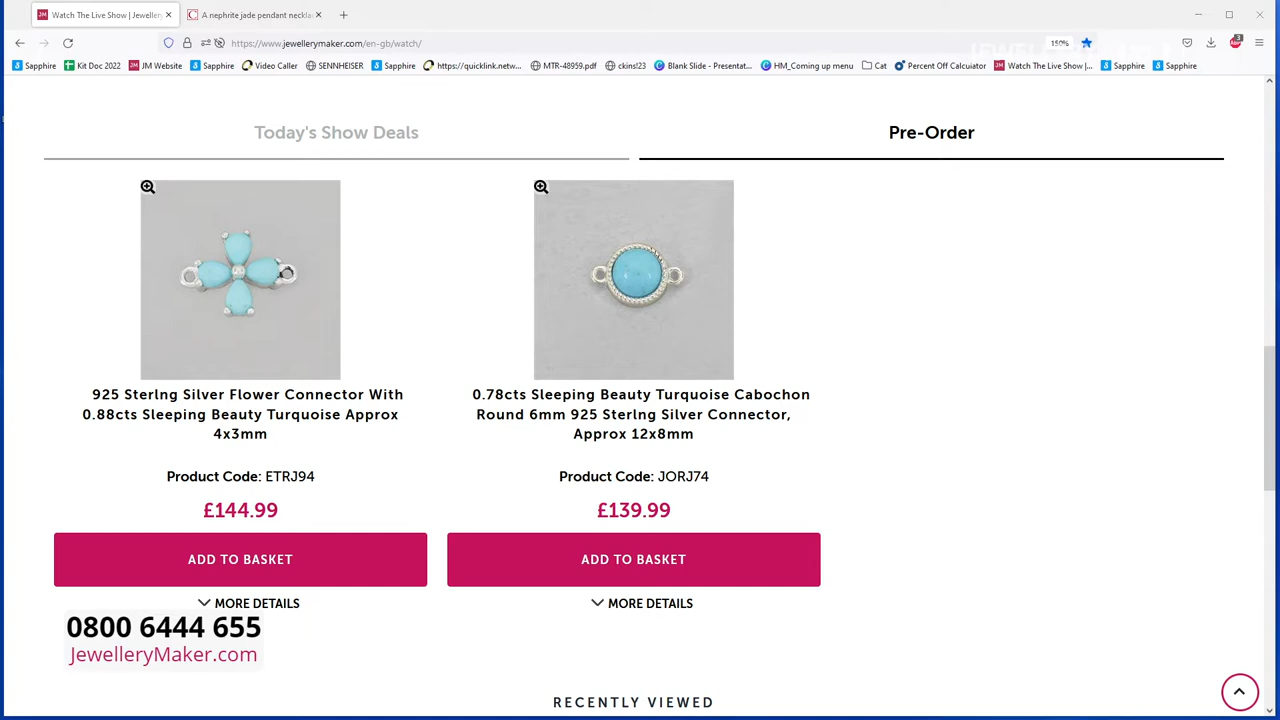 Watch The Live Show | Jewellery
A nephrite jade pendant neckla
https://www.jewellerymaker.com/en-gb/watch/
150%
Sapphire
Kit Doc 2022
JM Website
Sapphire
Video Caller
SENNHEISER
Sapphire
https://quicklink.netw...
MTR-48959.pdf
ckins!23
Blank Slide - Presentat...
HM_Coming up menu
Cat
Percent Off Calculator
Watch The Live Show |...
Sapphire
Sapphire
Today's Show Deals
Pre-Order
925 Sterlng Silver Flower Connector With
0.88cts Sleeping Beauty Turquoise Approx
4x3mm
Product Code: ETRJ94
£144.99
ADD TO BASKET
MORE DETAILS
0.78cts Sleeping Beauty Turquoise Cabochon
Round 6mm 925 Sterlng Silver Connector,
Approx 12x8mm
Product Code: JORJ74
£139.99
ADD TO BASKET
MORE DETAILS
0800 6444 655
JewelleryMaker.com
RECENTLY VIEWED